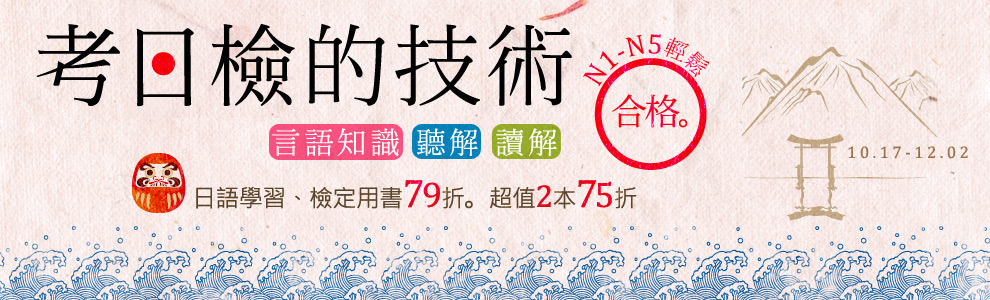 考日檢的技術
N1-N5輕鬆
合格。
言語知識 聽解 讀解
10.17-12.02
日語學習、檢定用書79折。超值2本75折